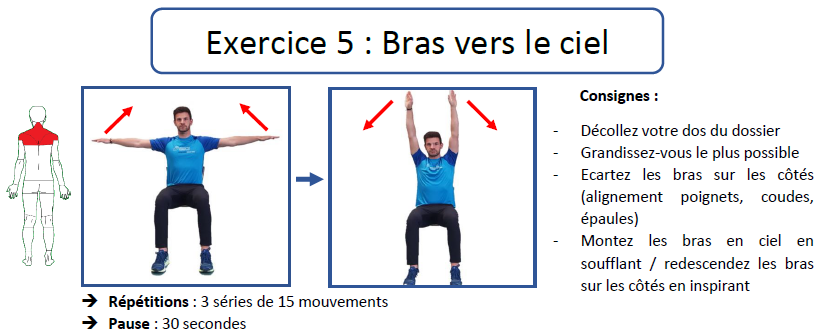 Exercice 5 : Bras vers le ciel
Consignes :
- Décollez votre dos du dossier
- Grandissez-vous le plus possible
- Ecartez les bras sur les côtés
(alignement poignets, coudes,
épaules)
- Montez les bras en ciel en
soufflant / redescendez les bras
sur les côtés en inspirant
➔ Répétitions : 3 séries de 15 mouvements
➔ Pause : 30 secondes